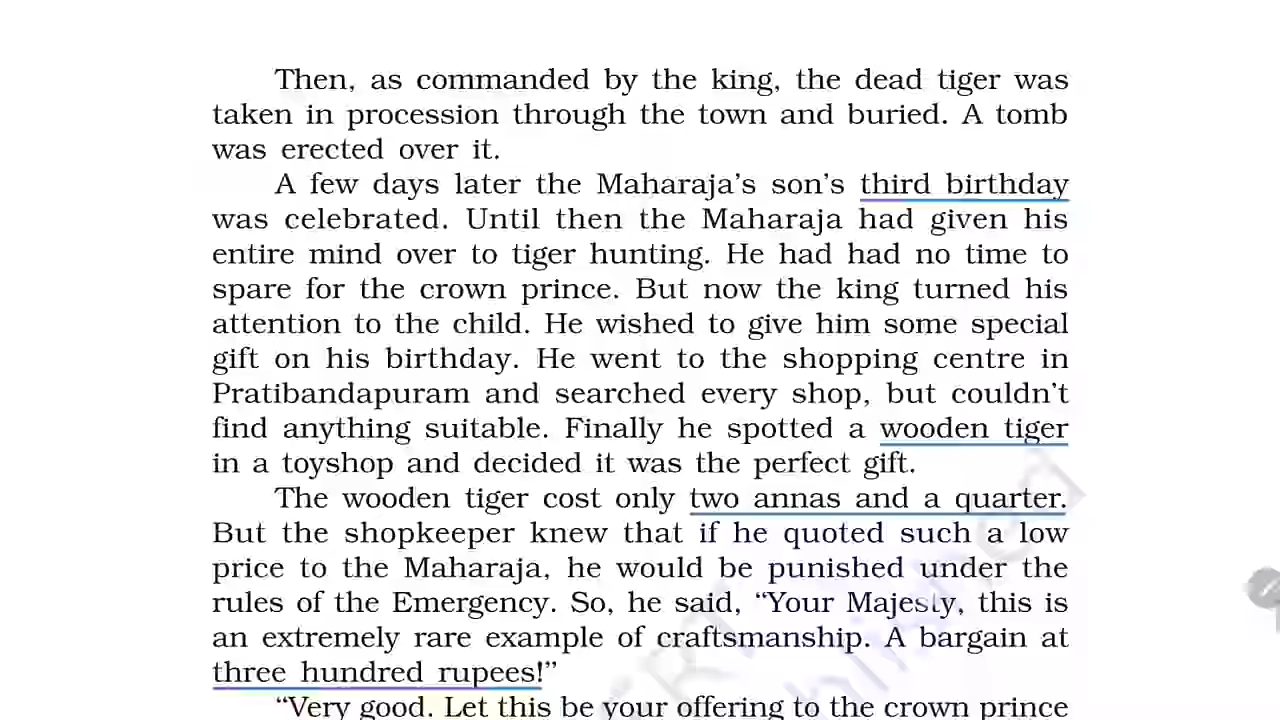 Then, as commanded by the king, the dead tiger was
taken in procession through the town and buried. A tomb
was erected over it.
A few days later the Maharaja's son's third birthday
was celebrated. Until then the Maharaja had given his
entire mind over to tiger hunting. He had had no time to
spare for the crown prince. But now the king turned his
attention to the child. He wished to give him some special
gift on his birthday. He went to the shopping centre in
Pratibandapuram and searched every shop, but couldn't
find anything suitable. Finally he spotted a wooden tiger
in a toyshop and decided it was the perfect gift.
The wooden tiger cost only two annas and a quarter.
But the shopkeeper knew that if he quoted such a low
price to the Maharaja, he would be punished under the
rules of the Emergency. So, he said, “Your Majesty, this is
an extremely rare example of craftsmanship. A bargain at
three hundred rupees!”
“Very good. Let this be your offering to the crown prince